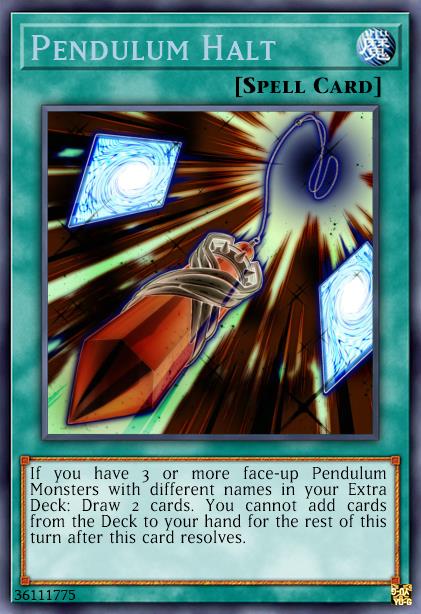 Pendulum Halt
魔
[Spell Card]
If you have 3 or more face-up Pendulum
Monsters with different names in your Extra
Deck: Draw 2 cards. You cannot add cards
from the Deck to your hand for the rest of this
turn after this card resolves.
36111775